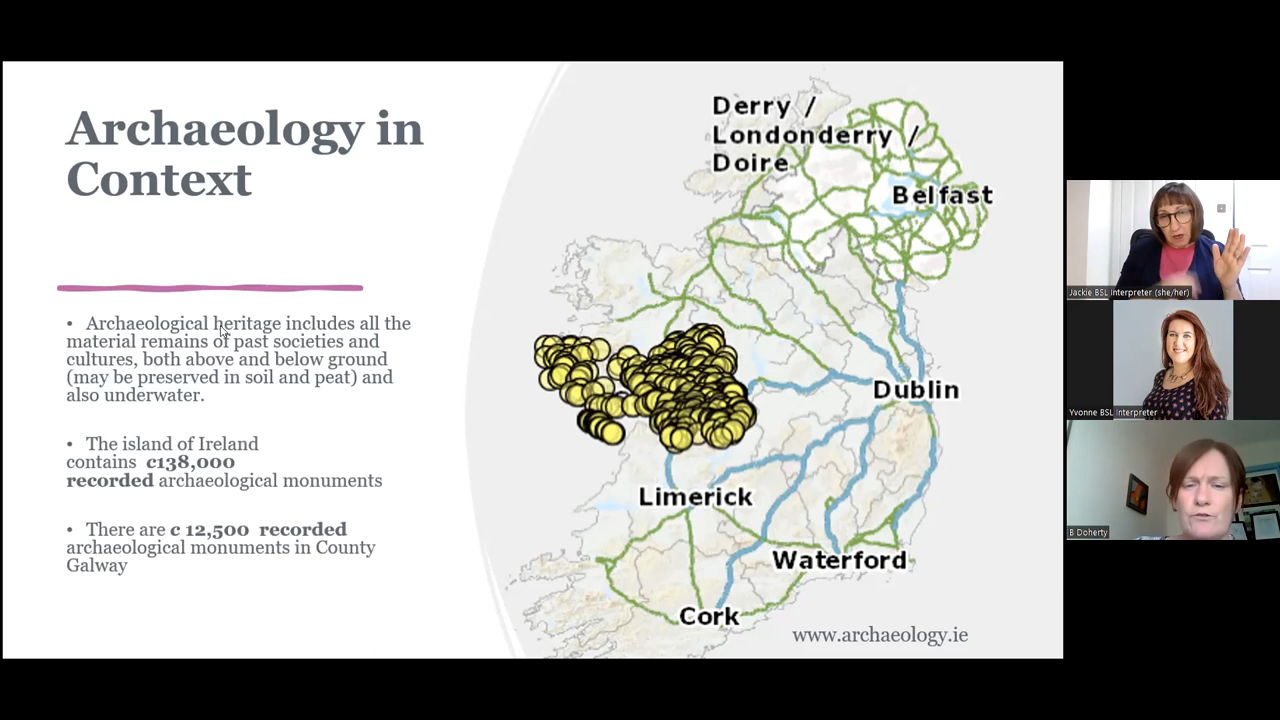 Archaeology in
Context
• Archaeological heritage includes all the
material remains of past societies and
cultures, both above and below ground
(may be preserved in soil and peat) and
also underwater.
• The island of Ireland
contains c138,000
recorded archaeological monuments
• There are c 12,500 recorded
archaeological monuments in County
Galway
Derry /
Londonderry /
Doire
Belfast
Dublin
Limerick
Waterford
Cork
www.archaeology.ie
Jackie BSL Interpreter (she/her)
Yvonne BSL Interpreter
B Doherty